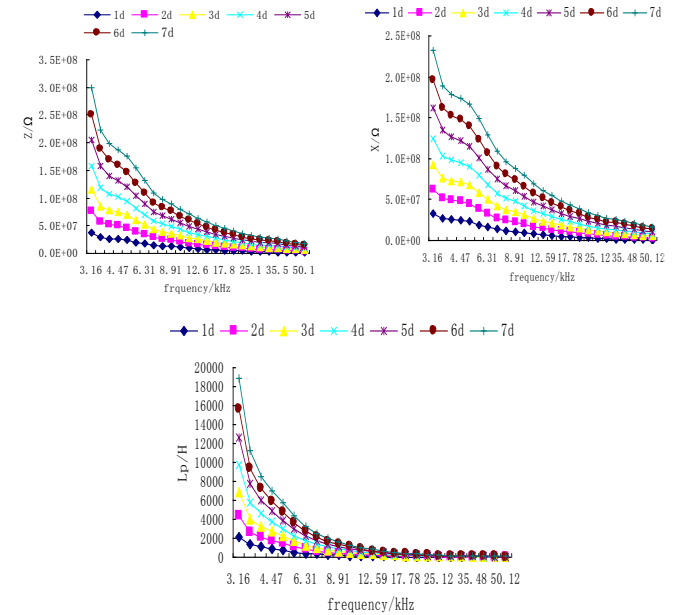 1d 2d 3d 4d 5d
6d 7d
3.5E+08
3.0E+08
2.5E+08
2.0E+08
1.5E+08
1.0E+08
5.0E+07
0.0E+00
Z/Ω
3.16 4.47 6.31 8.91 12.6 17.8 25.1 35.5 50.1
frequency/kHz
1d 2d 3d 4d 5d 6d 7d
2.5E+08
2.0E+08
1.5E+08
1.0E+08
5.0E+07
0.0E+00
X/Ω
3.16 4.47 6.31 8.91 12.59 17.78 25.12 35.48 50.12
frequency/kHz
1d 2d 3d 4d 5d 6d 7d
20000
18000
16000
14000
12000
10000
8000
6000
4000
2000
0
Lp/H
3.16 4.47 6.31 8.91 12.59 17.78 25.12 35.48 50.12
frequency/kHz